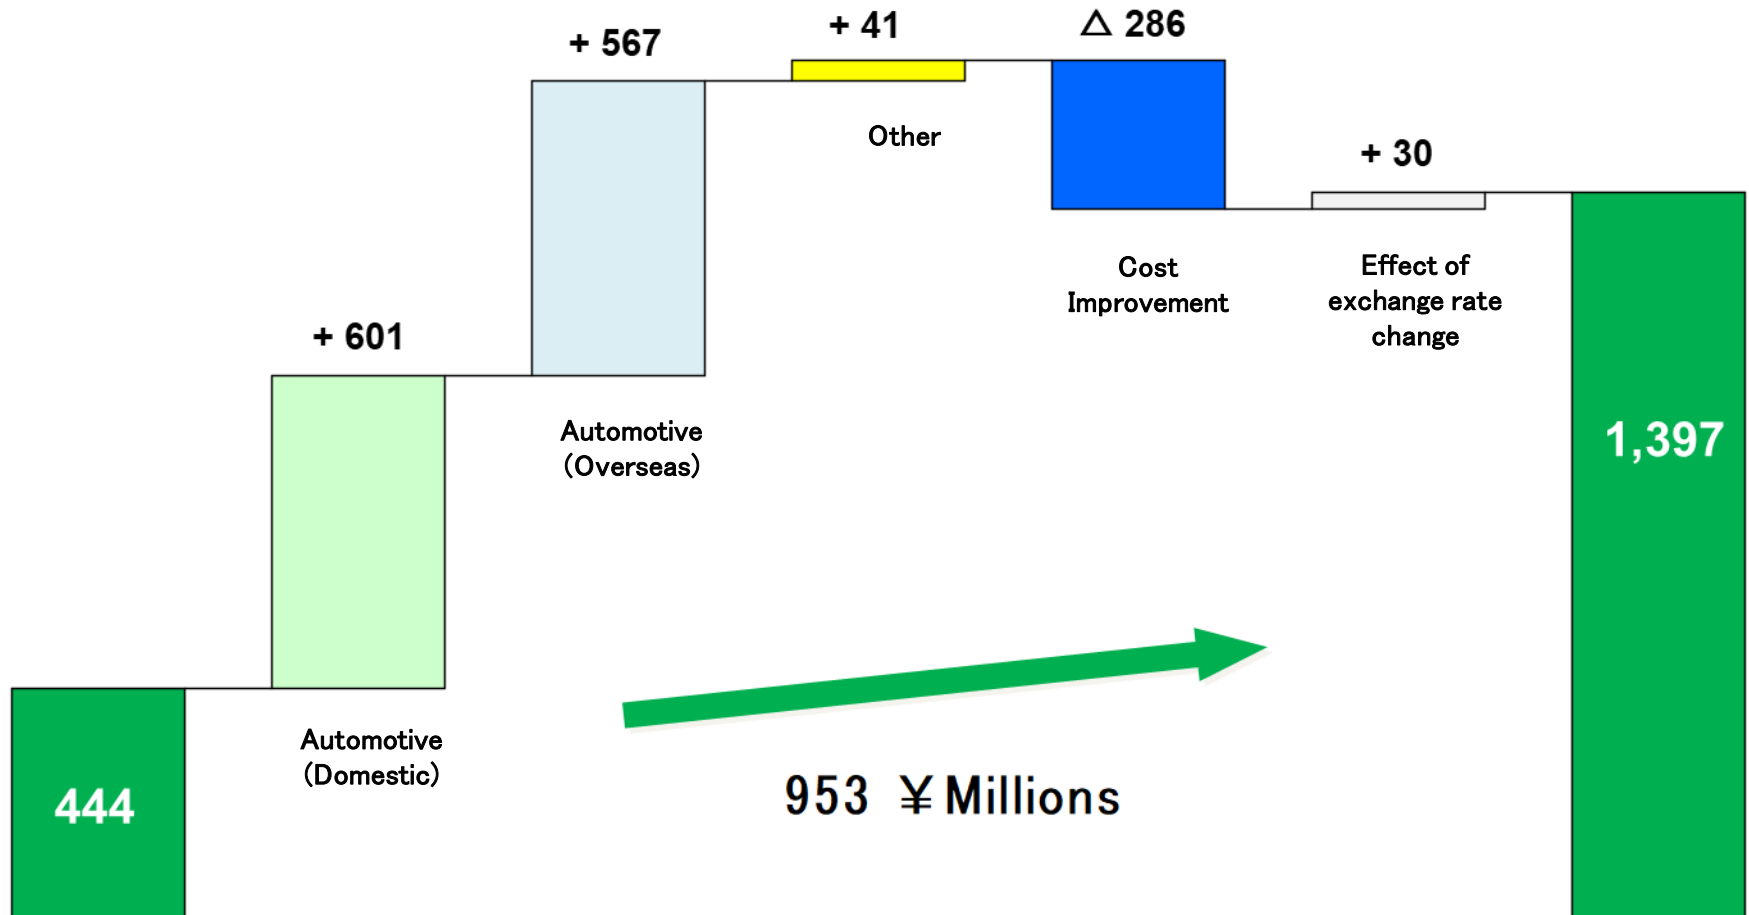 + 41
△ 286
+ 567
Other
+ 30
Cost
Improvement
Effect of
exchange rate
change
+ 601
Automotive
(Overseas)
1,397
Automotive
(Domestic)
444
953 ¥Millions